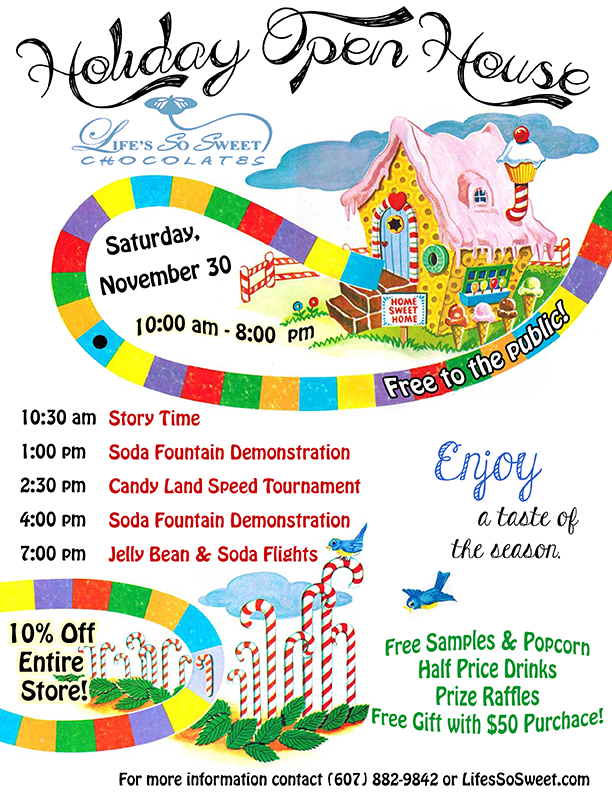 Holiday Open House
LIFE'S SO SWEET
CHOCOLATES
Saturday,
November 30
10:00 am - 8:00 pm
HOME
SWEET
HOME
Free to the public!
10:30 am Story Time
1:00 pm Soda Fountain Demonstration
2:30 pm Candy Land Speed Tournament
4:00 pm Soda Fountain Demonstration
7:00 pm Jelly Bean & Soda Flights
Enjoy
a taste of
the season.
10% Off
Entire
Store!
Free Samples & Popcorn
Half Price Drinks
Prize Raffles
Free Gift with $50 Purchace!
For more information contact (607) 882-9842 or LifesSoSweet.com